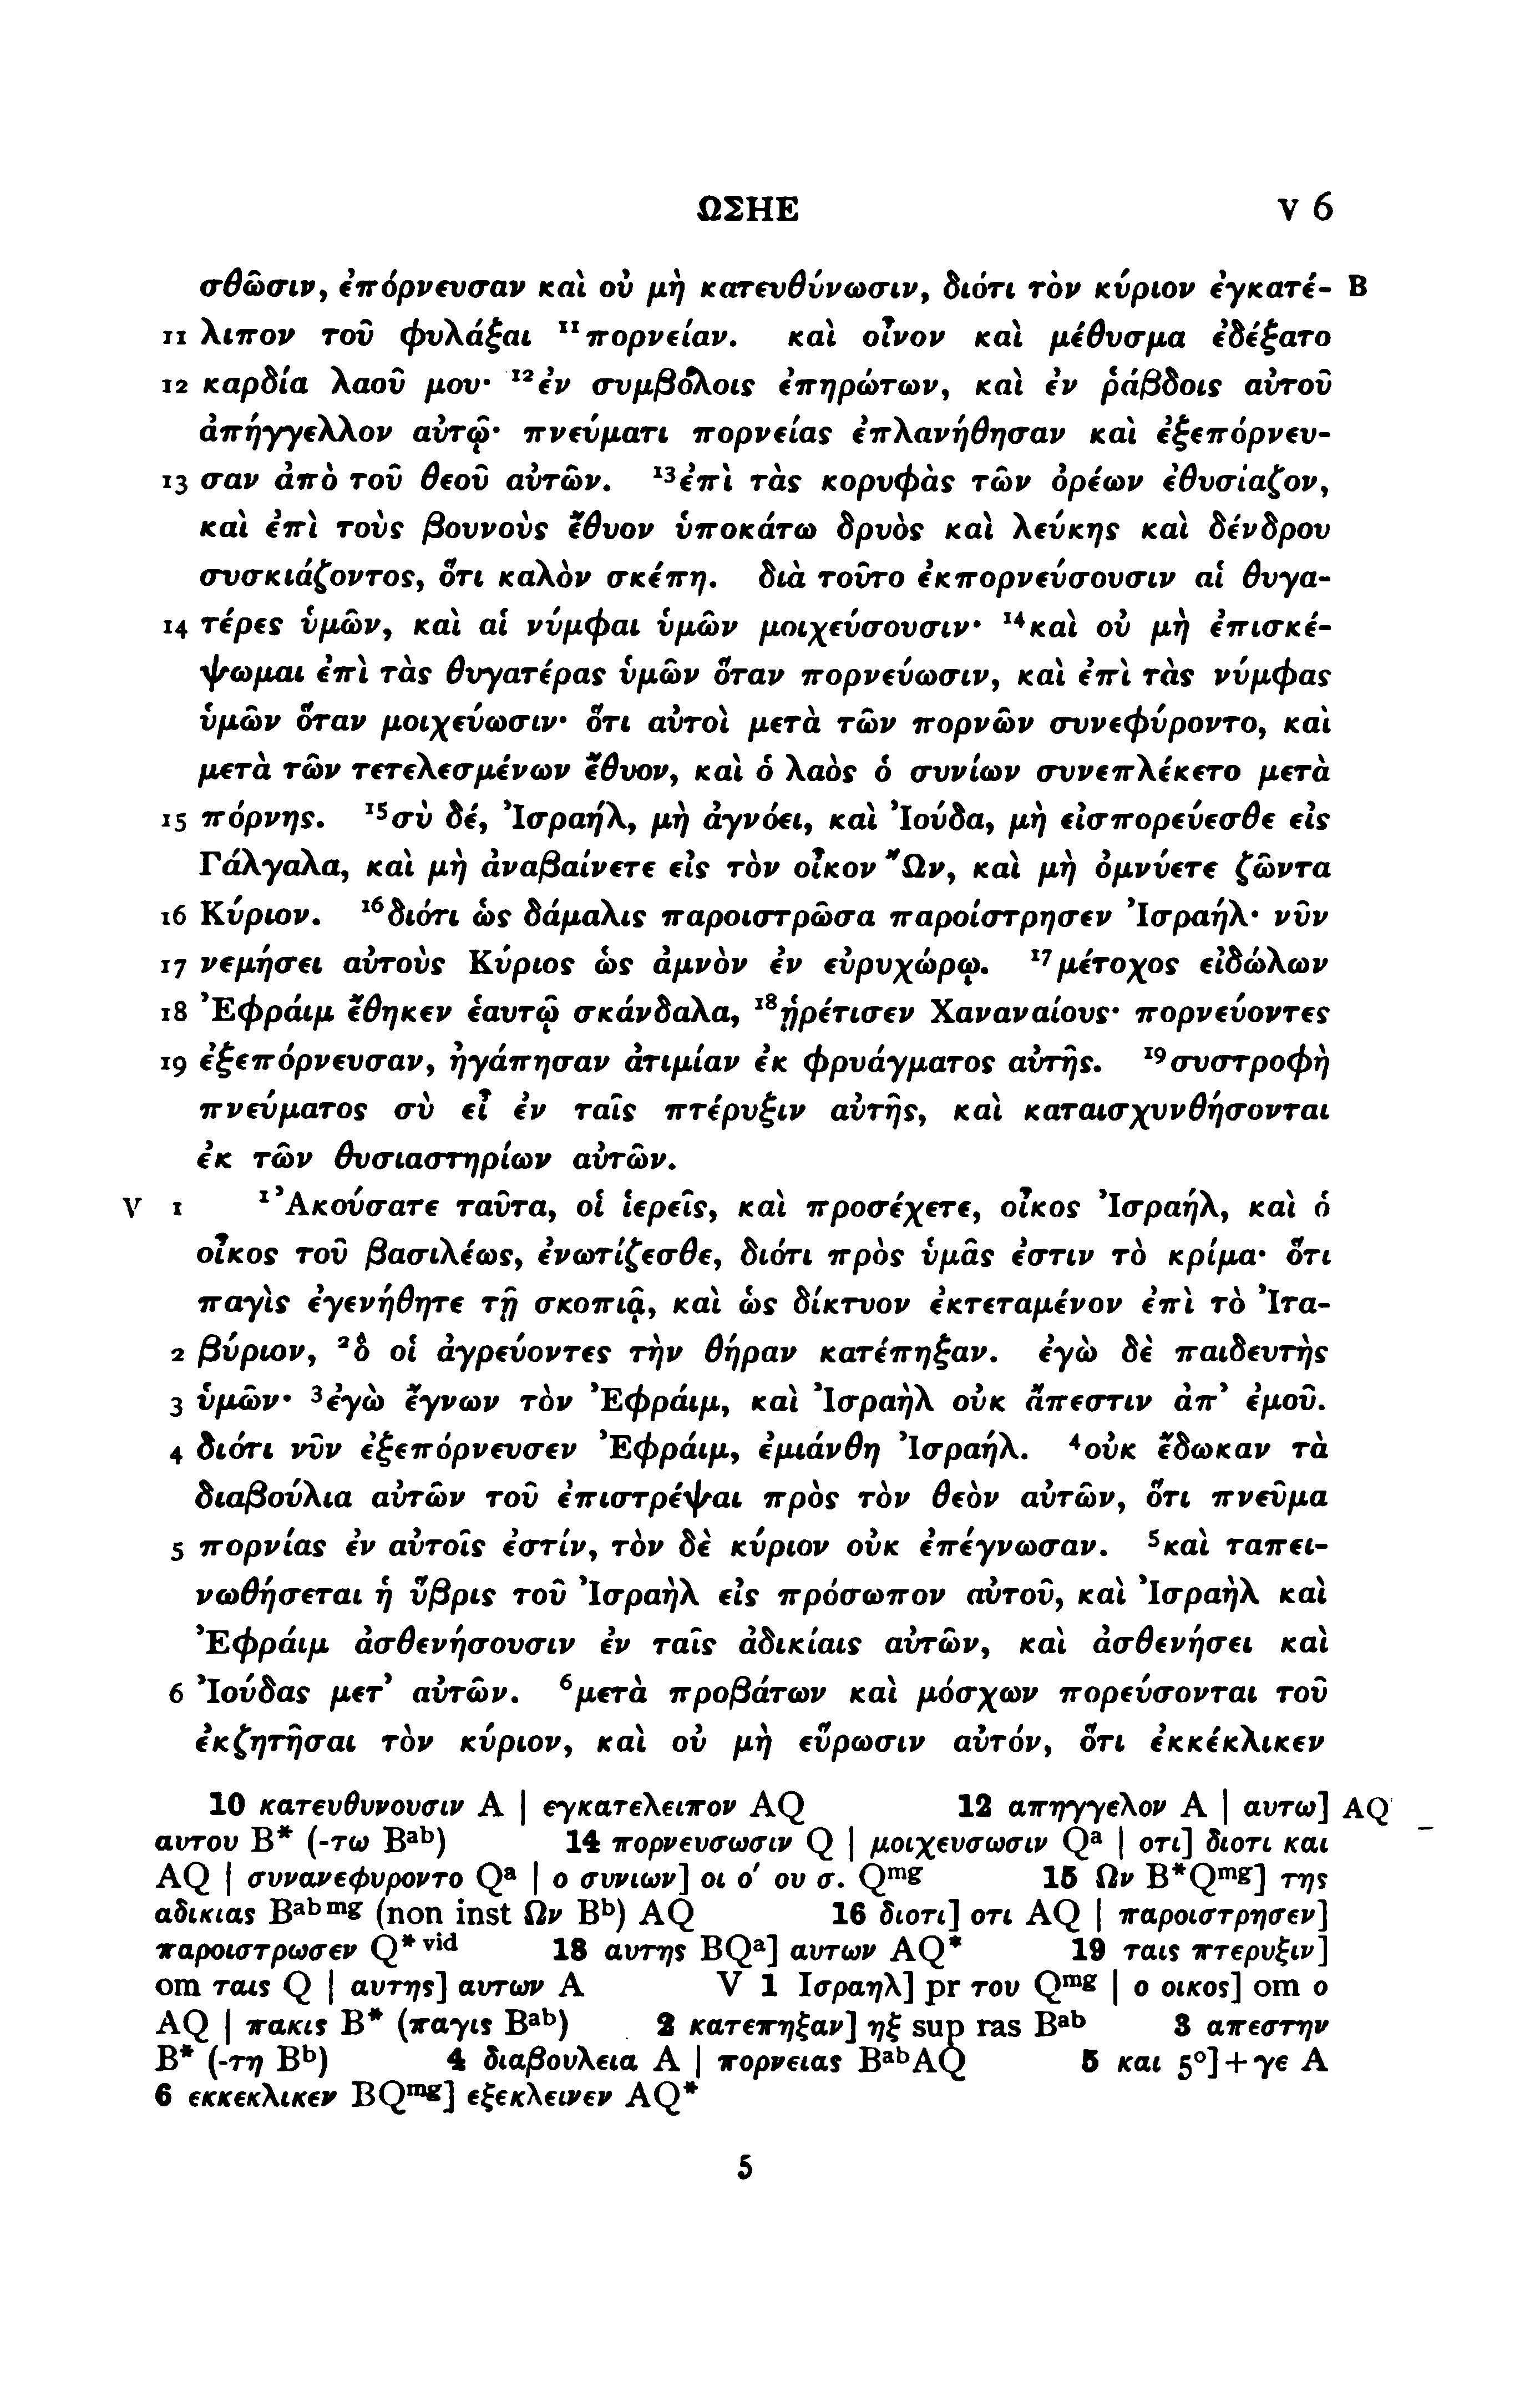 ΩΣΗΕ V 6
σθῶσιν, ἐπόρνευσαν καὶ οὐ μὴ κατευθύνωσιν, διότι τὸν κύριον ἐγκατέ- B
11 λιπον τοῦ φυλάξαι ¹¹πορνείαν. καὶ οἶνον καὶ μέθυσμα ἐδέξατο
12 καρδία λαοῦ μου· ¹²ἐν συμβόλοις ἐπηρώτων, καὶ ἐν ῥάβδοις αὐτοῦ
ἀπήγγελλον αὐτῷ· πνεύματι πορνείας ἐπλανήθησαν καὶ ἐξεπόρνευ-
13 σαν ἀπὸ τοῦ θεοῦ αὐτῶν. ¹³ἐπὶ τὰς κορυφὰς τῶν ὀρέων ἐθυσίαζον,
καὶ ἐπὶ τοὺς βουνοὺς ἔθυον ὑποκάτω δρυὸς καὶ λεύκης καὶ δένδρου
συσκιάζοντος, ὅτι καλὸν σκέπη. διὰ τοῦτο ἐκπορνεύσουσιν αἱ θυγα-
14 τέρες ὑμῶν, καὶ αἱ νύμφαι ὑμῶν μοιχεύσουσιν· ¹⁴καὶ οὐ μὴ ἐπισκέ-
ψωμαι ἐπὶ τὰς θυγατέρας ὑμῶν ὅταν πορνεύωσιν, καὶ ἐπὶ τὰς νύμφας
ὑμῶν ὅταν μοιχεύωσιν· ὅτι αὐτοὶ μετὰ τῶν πορνῶν συνεφύροντο, καὶ
μετὰ τῶν τετελεσμένων ἔθυον, καὶ ὁ λαὸς ὁ συνίων συνεπλέκετο μετὰ
15 πόρνης. ¹⁵σὺ δέ, Ἰσραήλ, μὴ ἀγνόει, καὶ Ἰούδα, μὴ εἰσπορεύεσθε εἰς
Γάλγαλα, καὶ μὴ ἀναβαίνετε εἰς τὸν οἶκον Ὤν, καὶ μὴ ὀμνύετε ζῶντα
16 Κύριον. ¹⁶διότι ὡς δάμαλις παροιστρῶσα παροίστρησεν Ἰσραήλ· νῦν
17 νεμήσει αὐτοὺς Κύριος ὡς ἀμνὸν ἐν εὐρυχώρῳ. ¹⁷μέτοχος εἰδώλων
18 Ἐφράιμ ἔθηκεν ἑαυτῷ σκάνδαλα, ¹⁸ᾑρέτισεν Χαναναίους· πορνεύοντες
19 ἐξεπόρνευσαν, ἠγάπησαν ἀτιμίαν ἐκ φρυάγματος αὐτῆς. ¹⁹συστροφὴ
πνεύματος σὺ εἶ ἐν ταῖς πτέρυξιν αὐτῆς, καὶ καταισχυνθήσονται
ἐκ τῶν θυσιαστηρίων αὐτῶν.
V 1 ¹Ἀκούσατε ταῦτα, οἱ ἱερεῖς, καὶ προσέχετε, οἶκος Ἰσραήλ, καὶ ὁ
οἶκος τοῦ βασιλέως, ἐνωτίζεσθε, διότι πρὸς ὑμᾶς ἐστιν τὸ κρίμα· ὅτι
παγὶς ἐγενήθητε τῇ σκοπιᾷ, καὶ ὡς δίκτυον ἐκτεταμένον ἐπὶ τὸ Ἰτα-
2 βύριον, ²ὃ οἱ ἀγρεύοντες τὴν θήραν κατέπηξαν. ἐγὼ δὲ παιδευτὴς
3 ὑμῶν· ³ἐγὼ ἔγνων τὸν Ἐφράιμ, καὶ Ἰσραὴλ οὐκ ἄπεστιν ἀπ᾿ ἐμοῦ.
4 διότι νῦν ἐξεπόρνευσεν Ἐφράιμ, ἐμιάνθη Ἰσραήλ. ⁴οὐκ ἔδωκαν τὰ
διαβούλια αὐτῶν τοῦ ἐπιστρέψαι πρὸς τὸν θεὸν αὐτῶν, ὅτι πνεῦμα
5 πορνίας ἐν αὐτοῖς ἐστίν, τὸν δὲ κύριον οὐκ ἐπέγνωσαν. ⁵καὶ ταπει-
νωθήσεται ἡ ὕβρις τοῦ Ἰσραὴλ εἰς πρόσωπον αὐτοῦ, καὶ Ἰσραὴλ καὶ
Ἐφράιμ ἀσθενήσουσιν ἐν ταῖς ἀδικίαις αὐτῶν, καὶ ἀσθενήσει καὶ
6 Ἰούδας μετ᾿ αὐτῶν. ⁶μετὰ προβάτων καὶ μόσχων πορεύσονται τοῦ
ἐκζητῆσαι τὸν κύριον, καὶ οὐ μὴ εὕρωσιν αὐτόν, ὅτι ἐκκέκλικεν
10 κατευθυνουσιν A | εγκατελειπον AQ 12 απηγγελον A | αυτω] AQ
αυτου B* (-τω Bᵃᵇ) 14 πορνευσωσιν Q | μοιχευσωσιν Qᵃ | οτι] διοτι και
AQ | συνανεφυροντο Qᵃ | ο συνιων] οι ο′ ου σ. Qᵐᵍ 15 Ων B*Qᵐᵍ] της
αδικιας Bᵃᵇᵐᵍ (non inst Ων Bᵇ) AQ 16 διοτι] οτι AQ | παροιστρησεν]
παροιστρωσεν Q*ᵛⁱᵈ 18 αυτης BQᵃ] αυτων AQ* 19 ταις πτερυξιν]
om ταις Q | αυτης] αυτων A V 1 Ισραηλ] pr του Qᵐᵍ | ο οικος] om ο
AQ | πακις B* (παγις Bᵃᵇ) 2 κατεπηξαν] ηξ sup ras Bᵃᵇ 3 απεστην
B* (-τη Bᵇ) 4 διαβουλεια A | πορνειας BᵃᵇAQ 5 και 5°]+γε A
6 εκκεκλικεν BQᵐᵍ] εξεκλεινεν AQ*
5